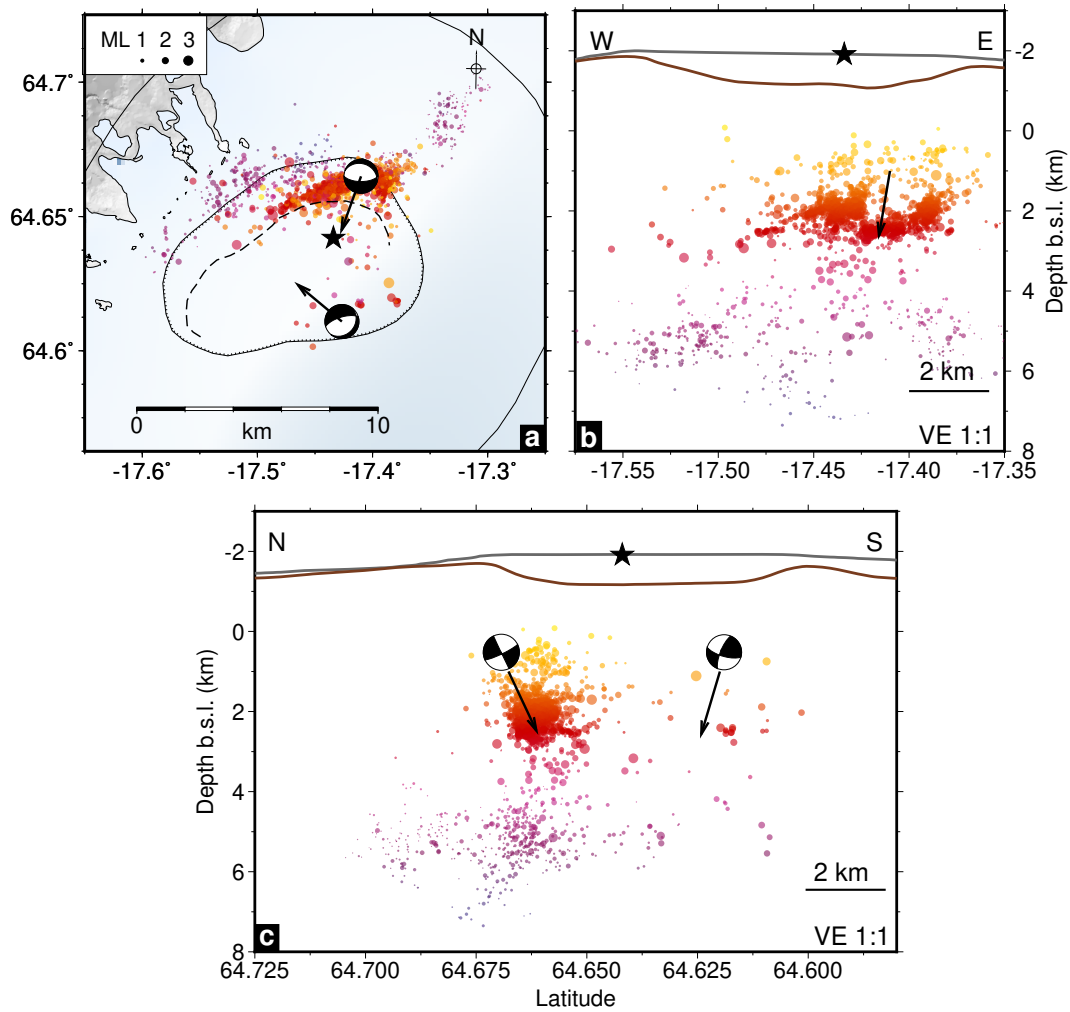 ML 1 2 3
N
64.7°
64.65°
64.6°
0 10
km
a
-17.6° -17.5° -17.4° -17.3°
W E
-2
0
2
4
6
8
Depth b.s.l. (km)
2 km
b
VE 1:1
-17.55 -17.50 -17.45 -17.40 -17.35
N S
-2
0
2
4
6
8
Depth b.s.l. (km)
2 km
c
VE 1:1
64.725 64.700 64.675 64.650 64.625 64.600
Latitude